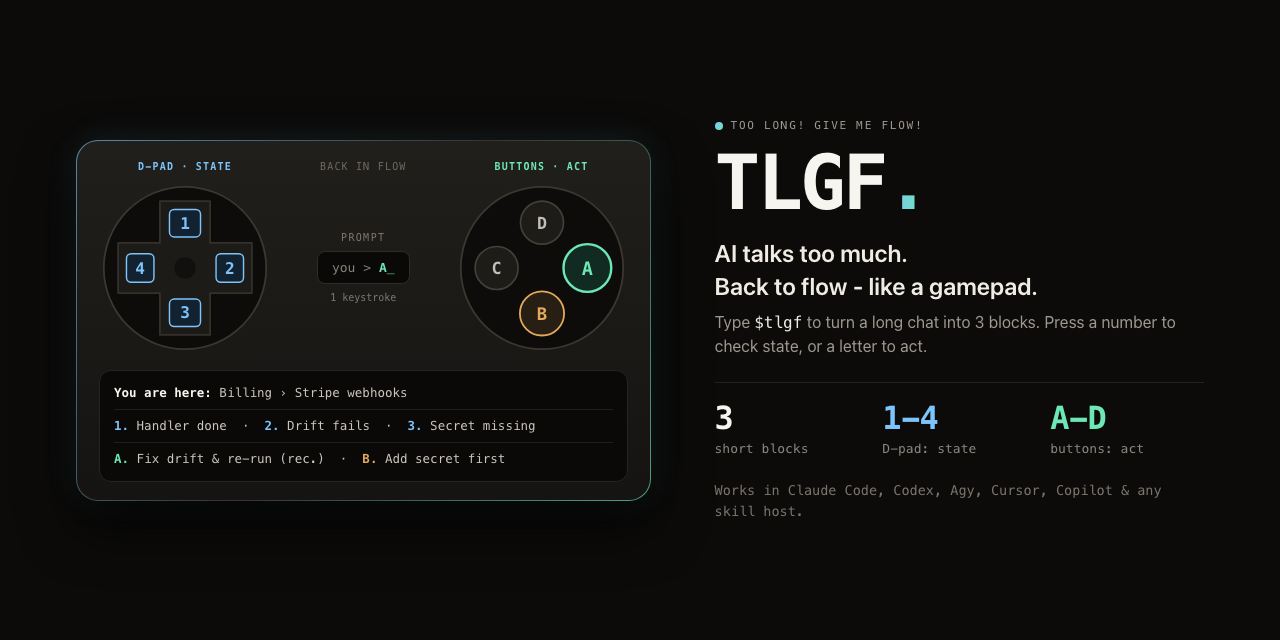 D-PAD · STATE
BACK IN FLOW
BUTTONS · ACT
1
4
2
3
PROMPT
you > A_
1 keystroke
D
C
A
B
You are here: Billing › Stripe webhooks
1. Handler done · 2. Drift fails · 3. Secret missing
A. Fix drift & re-run (rec.) · B. Add secret first
TOO LONG! GIVE ME FLOW!
TLGF.
AI talks too much.
Back to flow - like a gamepad.
Type $tlgf to turn a long chat into 3 blocks. Press a number to
check state, or a letter to act.
3
short blocks
1–4
D-pad: state
A–D
buttons: act
Works in Claude Code, Codex, Agy, Cursor, Copilot & any
skill host.